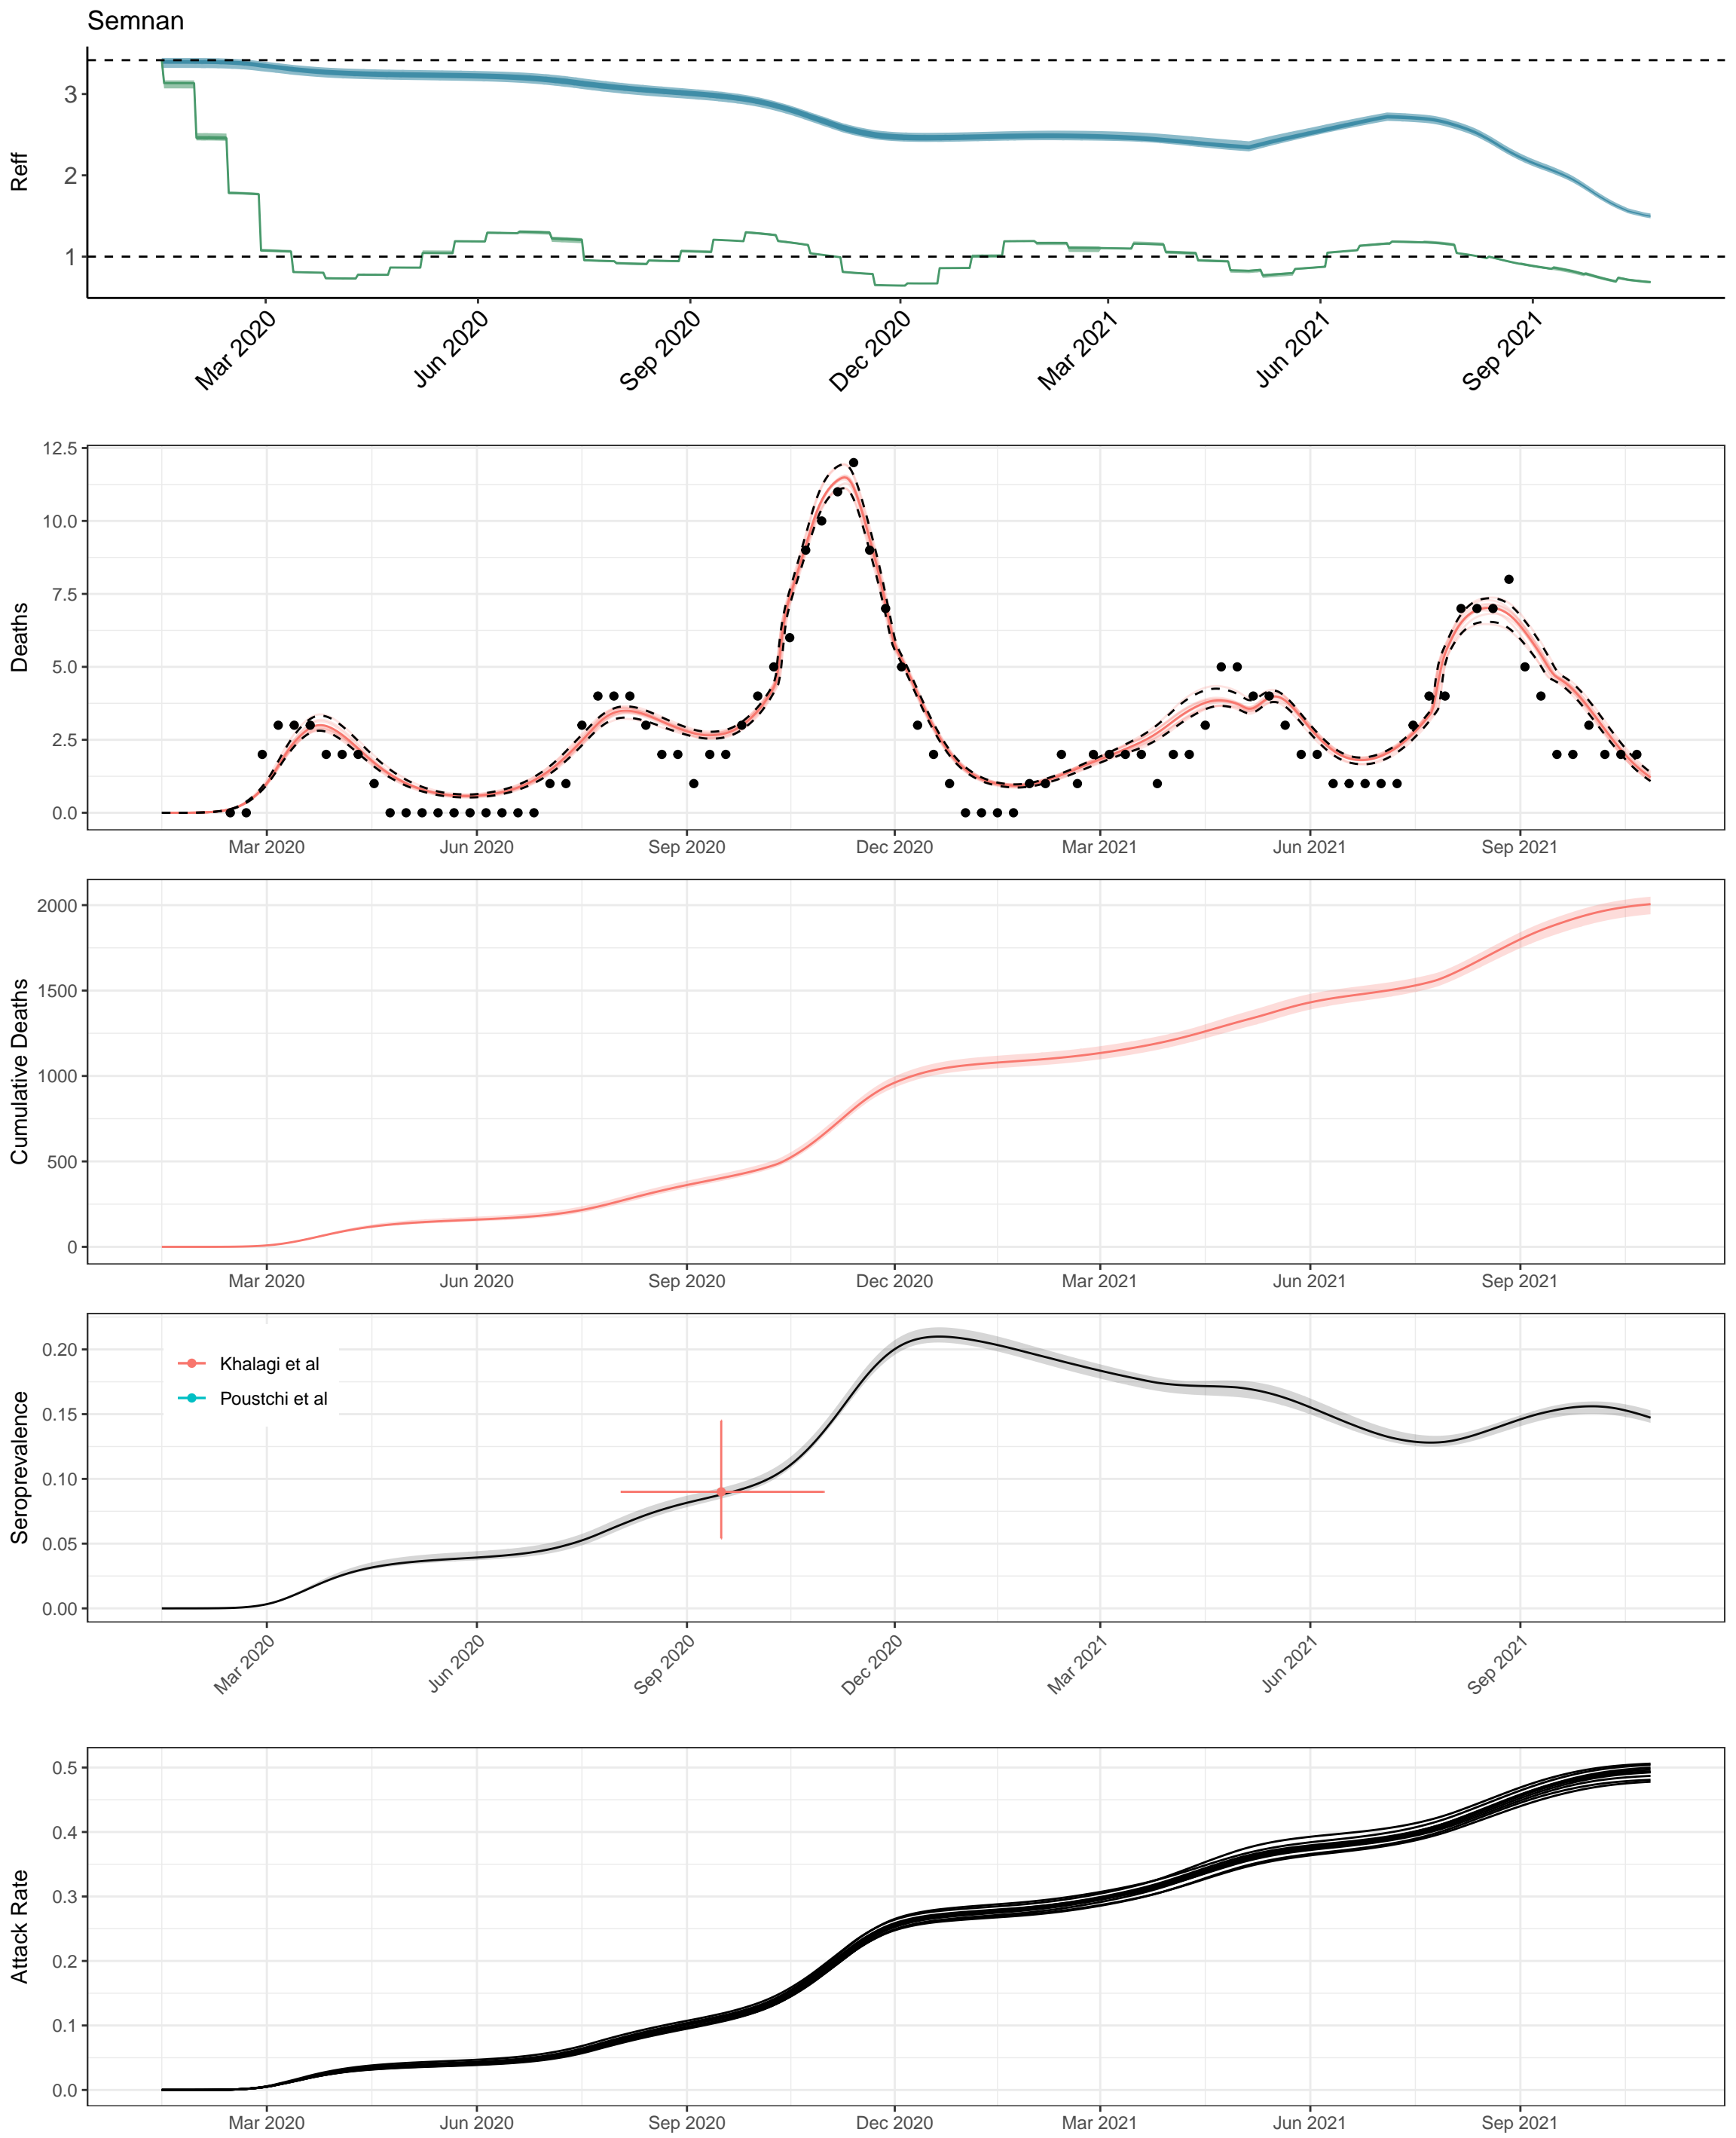 Semnan
Reff
3
2
1
Mar 2020
Jun 2020
Sep 2020
Dec 2020
Mar 2021
Jun 2021
Sep 2021
Deaths
12.5
10.0
7.5
5.0
2.5
0.0
Mar 2020
Jun 2020
Sep 2020
Dec 2020
Mar 2021
Jun 2021
Sep 2021
Cumulative Deaths
2000
1500
1000
500
0
Mar 2020
Jun 2020
Sep 2020
Dec 2020
Mar 2021
Jun 2021
Sep 2021
Seroprevalence
0.20
0.15
0.10
0.05
0.00
Khalagi et al
Poustchi et al
Mar 2020
Jun 2020
Sep 2020
Dec 2020
Mar 2021
Jun 2021
Sep 2021
Attack Rate
0.5
0.4
0.3
0.2
0.1
0.0
Mar 2020
Jun 2020
Sep 2020
Dec 2020
Mar 2021
Jun 2021
Sep 2021